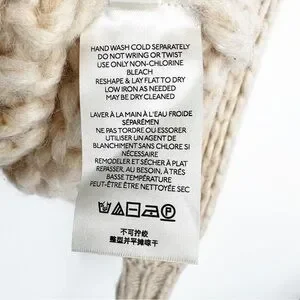 HAND WASH COLD SEPARATELY
DO NOT WRING OR TWIST
USE ONLY NON-CHLORINE
BLEACH
RESHAPE & LAY FLAT TO DRY
LOW IRON AS NEEDED
MAY BE DRY CLEANED
LAVER À LA MAIN À L'EAU FROIDE
SÉPARÉMEN
NE PAS TORDRE OU ESSORER
UTILISER UN AGENT DE
BLANCHIMENT SANS CHLORE SI
NÉCESSAIRE
REMODELER ET SÉCHER À PLAT
REPASSER, AU BESOIN, À TRÈS
BASSE TEMPÉRATURE
PEUT-ÊTRE ÊTRE NETTOYÉE SEC
P
不可拧绞
整型并平摊晾干